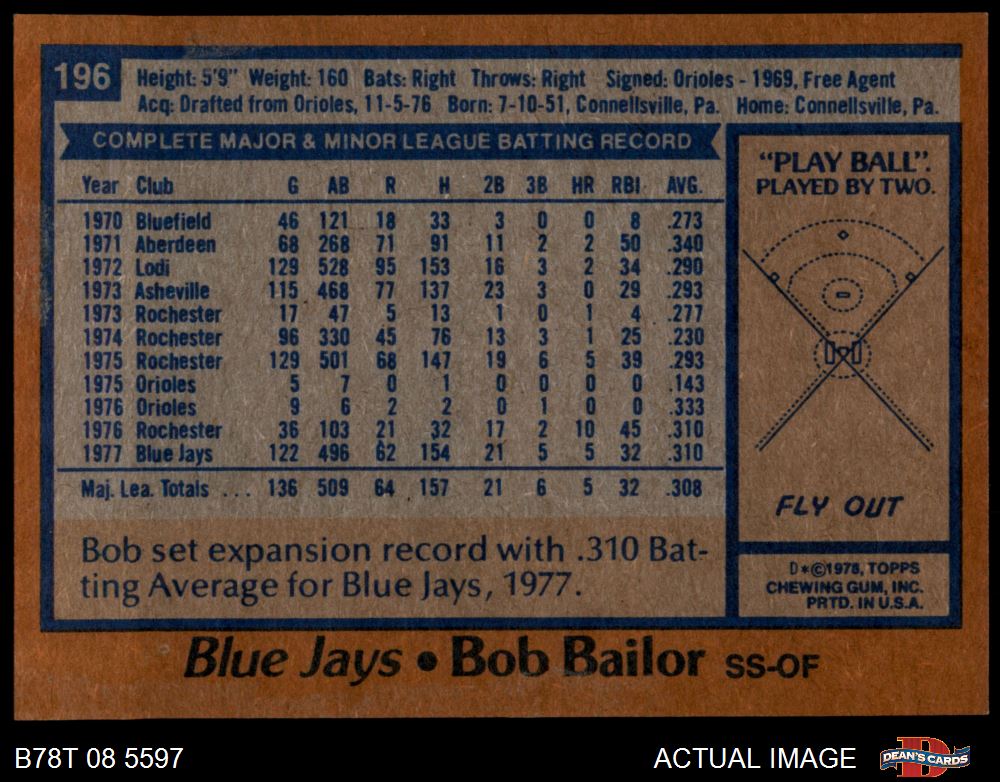 196
Height: 5'9" Weight: 160 Bats: Right Throws: Right Signed: Orioles - 1969, Free Agent
Acq: Drafted from Orioles, 11-5-76 Born: 7-10-51, Connellsville, Pa. Home: Connellsville, Pa.
COMPLETE MAJOR & MINOR LEAGUE BATTING RECORD
Year Club G AB R H 2B 3B HR RBI AVG.
1970 Bluefield 46 121 18 33 3 0 0 8 .273
1971 Aberdeen 68 268 71 91 11 2 2 50 .340
1972 Lodi 129 528 95 153 16 3 2 34 .290
1973 Asheville 115 468 77 137 23 3 0 29 .293
1973 Rochester 17 47 5 13 1 0 1 4 .277
1974 Rochester 96 330 45 76 13 3 1 25 .230
1975 Rochester 129 501 68 147 19 6 5 39 .293
1975 Orioles 5 7 0 1 0 0 0 0 .143
1976 Orioles 9 6 2 2 0 1 0 0 .333
1976 Rochester 36 103 21 32 17 2 10 45 .310
1977 Blue Jays 122 496 62 154 21 5 5 32 .310
Maj. Lea. Totals ... 136 509 64 157 21 6 5 32 .308
Bob set expansion record with .310 Bat-
ting Average for Blue Jays, 1977.
"PLAY BALL".
PLAYED BY TWO.
FLY OUT
D*©1978, TOPPS
CHEWING GUM, INC.
PRTD. IN U.S.A.
Blue Jays • Bob Bailor SS-OF
B78T 08 5597
ACTUAL IMAGE
DEAN'S CARDS